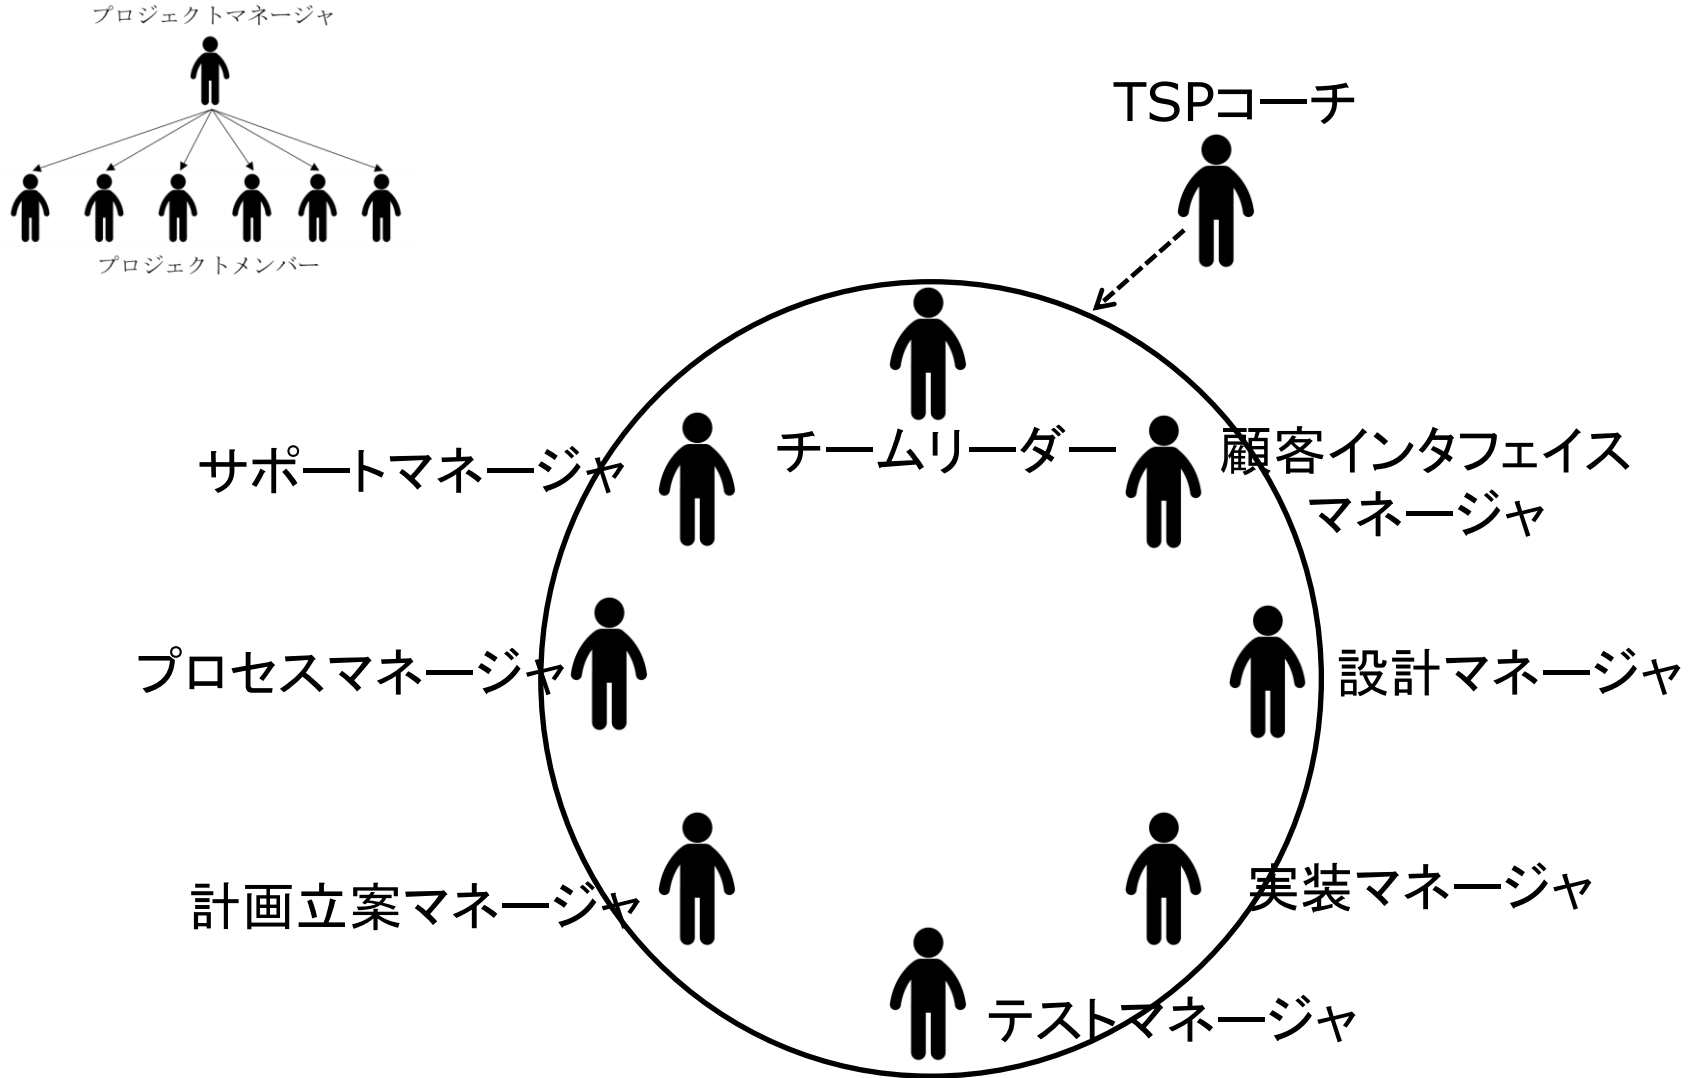 プロジェクトマネージャ
プロジェクトメンバー
TSPコーチ
チームリーダー
顧客インタフェイス
マネージャ
サポートマネージャ
プロセスマネージャ
設計マネージャ
計画立案マネージャ
実装マネージャ
テストマネージャ